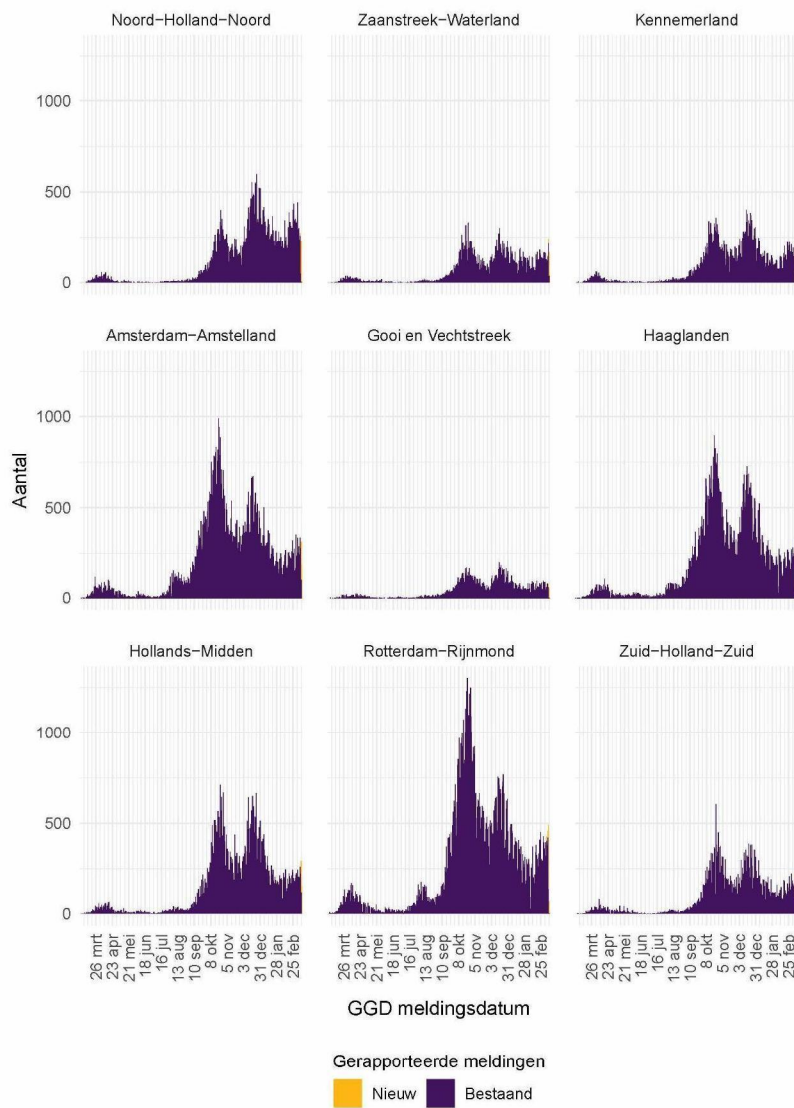 Noord−Holland−Noord Zaanstreek−Waterland Kennemerland
1000
500
0
Amsterdam−Amstelland Gooi en Vechtstreek Haaglanden
1000
500
0
Aantal
Hollands−Midden Rotterdam−Rijnmond Zuid−Holland−Zuid
1000
500
0
26 mrt 23 apr 21 mei 18 jun 16 jul 13 aug 10 sep 8 okt 5 nov 3 dec 31 dec 28 jan 25 feb 26 mrt 23 apr 21 mei 18 jun 16 jul 13 aug 10 sep 8 okt 5 nov 3 dec 31 dec 28 jan 25 feb 26 mrt 23 apr 21 mei 18 jun 16 jul 13 aug 10 sep 8 okt 5 nov 3 dec 31 dec 28 jan 25 feb
GGD meldingsdatum
Gerapporteerde meldingen
Nieuw Bestaand